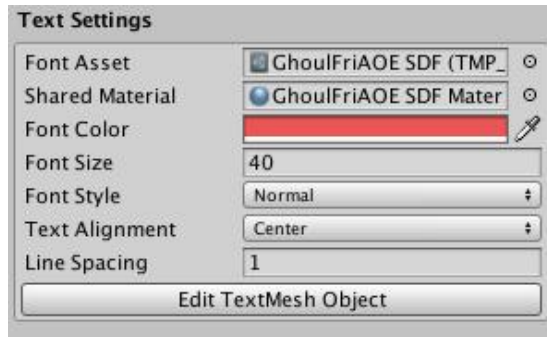 Text Settings
Font Asset GhoulFriAOE SDF (TMP_
Shared Material GhoulFriAOE SDF Mater
Font Color
Font Size 40
Font Style Normal
Text Alignment Center
Line Spacing 1
Edit TextMesh Object